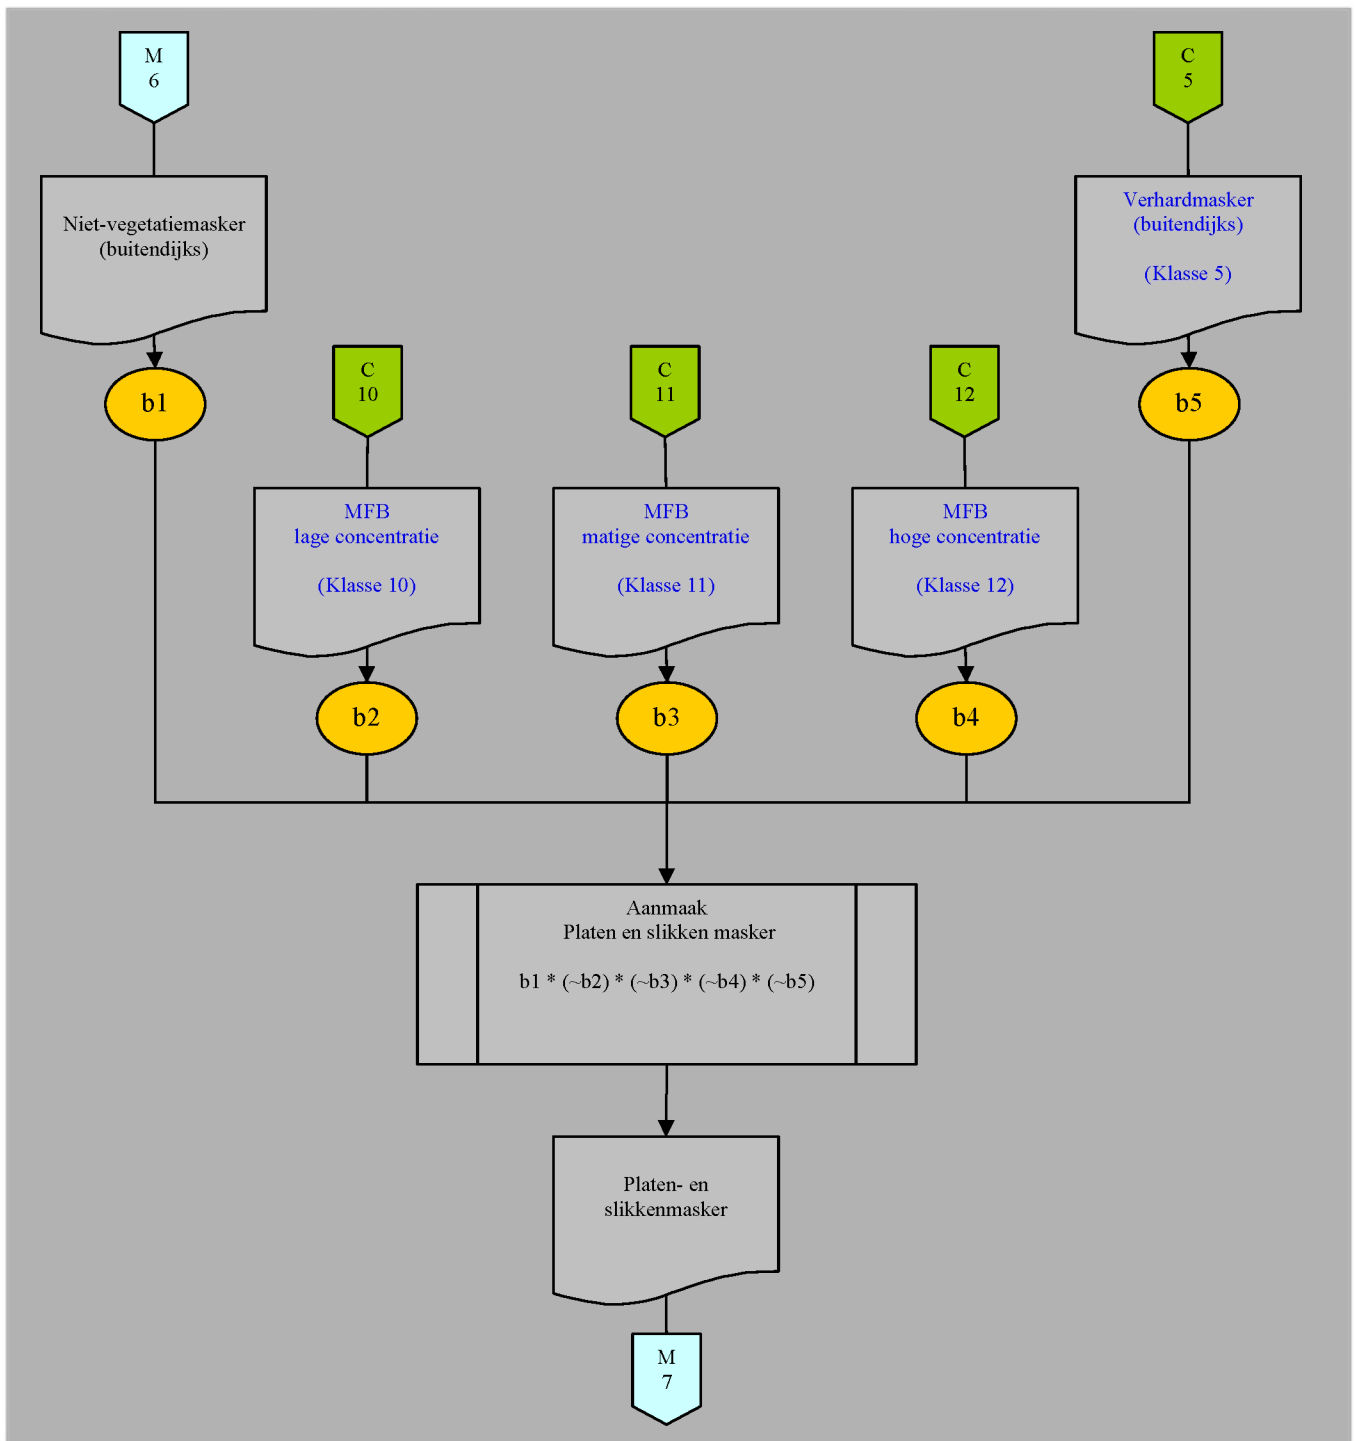 M
6
C
5
Niet-vegetatiemasker
(buitendijks)
Verhardmasker
(buitendijks)
(Klasse 5)
b1
b5
C
10
C
11
C
12
MFB
lage concentratie
(Klasse 10)
MFB
matige concentratie
(Klasse 11)
MFB
hoge concentratie
(Klasse 12)
b2
b3
b4
Aanmaak
Platen en slikken masker
b1 * (~b2) * (~b3) * (~b4) * (~b5)
Platen- en
slikkenmasker
M
7